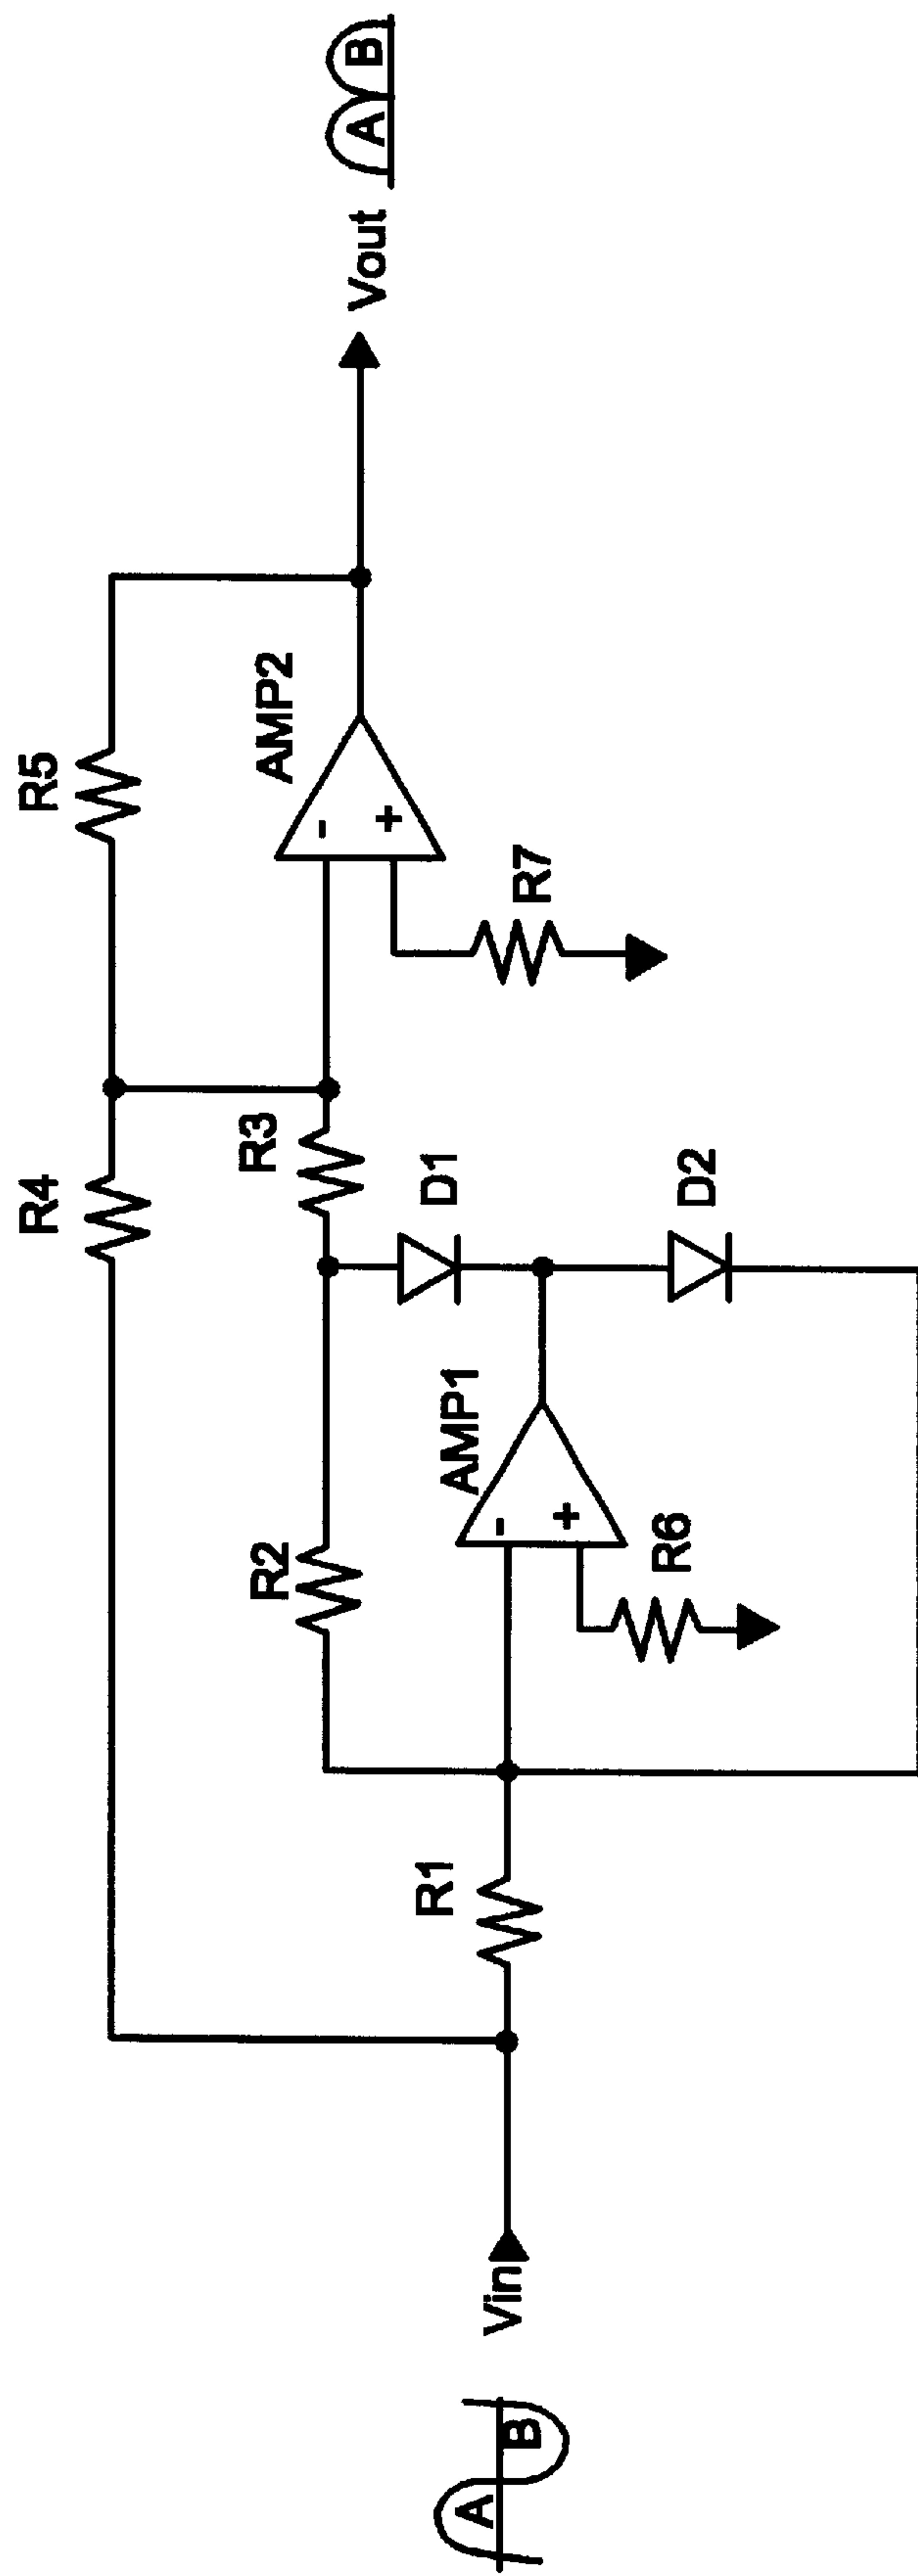 R4
R5
A B
Vout
AMP2
-
+
R2
R3
R7
D1
A
B
Vin
R1
AMP1
-
+
R6
D2